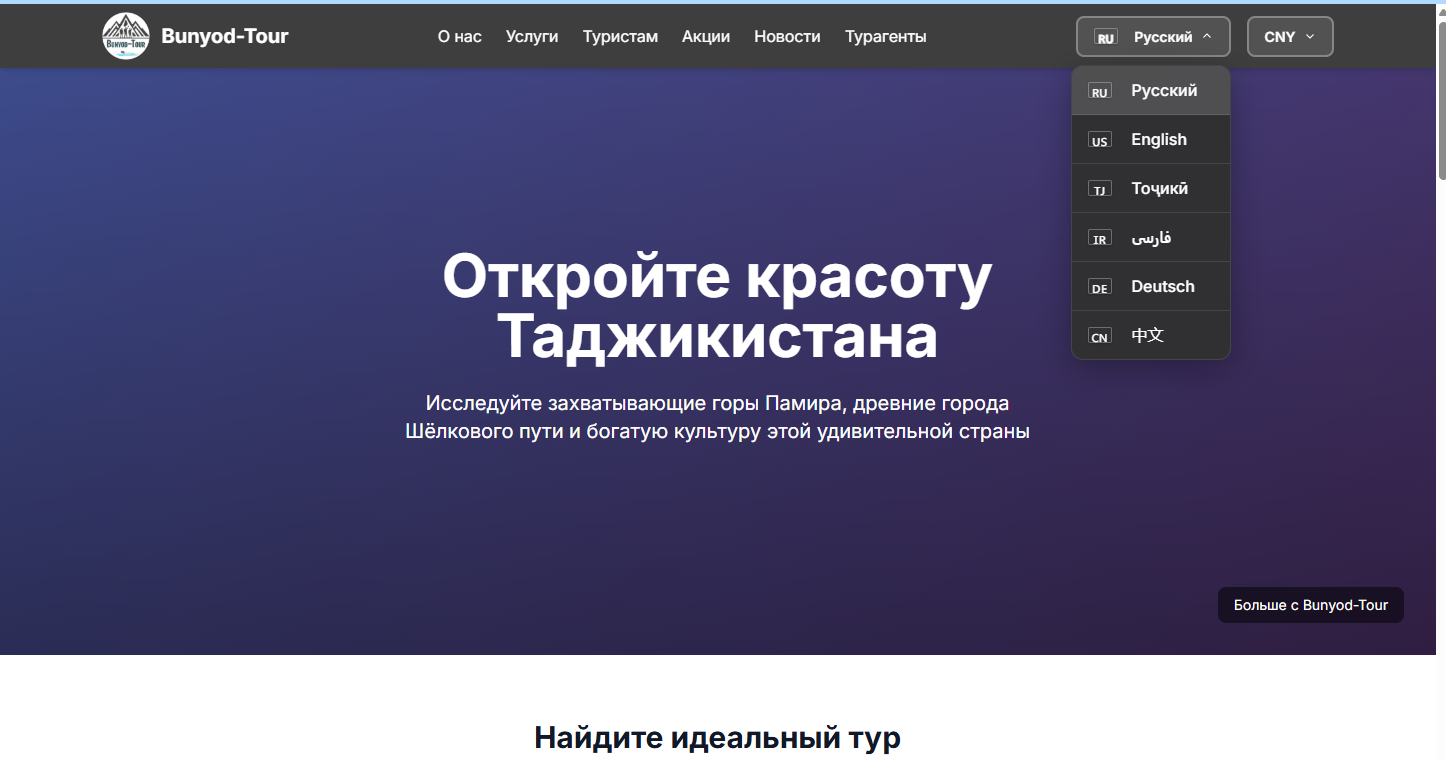 Bunyod-Tour
Bunyod-Tour
О нас
Услуги
Туристам
Акции
Новости
Турагенты
RU Русский
CNY
RU Русский
US English
TJ Тоҷикӣ
IR فارسی
DE Deutsch
CN 中文
Откройте красоту
Таджикистана
Исследуйте захватывающие горы Памира, древние города
Шёлкового пути и богатую культуру этой удивительной страны
Больше с Bunyod-Tour
Найдите идеальный тур